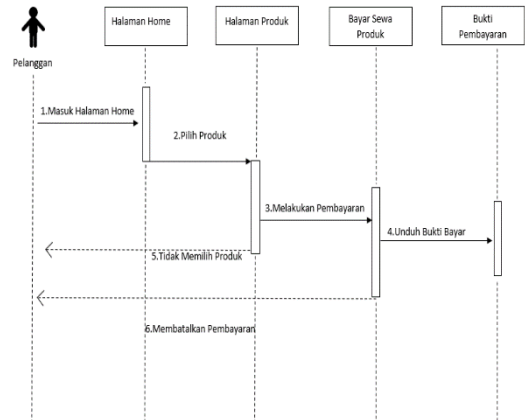 Halaman Home
Halaman Produk
Bayar Sewa
Produk
Bukti
Pembayaran
Pelanggan
1.Masuk Halaman Home
2.Pilih Produk
3.Melakukan Pembayaran
4.Unduh Bukti Bayar
5.Tidak Memilih Produk
6.Membatalkan Pembayaran